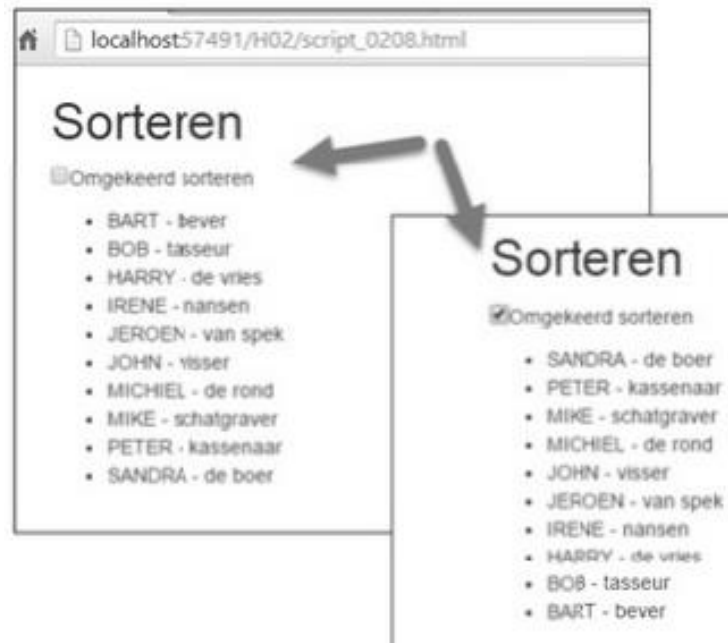 localhost:57491/H02/script_0208.html
Sorteren
Omgekeerd sorteren
• BART - bever
• BOB - tasseur
• HARRY - de vries
• IRENE - nansen
• JEROEN - van spek
• JOHN - visser
• MICHIEL - de rond
• MIKE - schatgraver
• PETER - kassenaar
• SANDRA - de boer
Sorteren
Omgekeerd sorteren
• SANDRA - de boer
• PETER - kassenaar
• MIKE - schatgraver
• MICHIEL - de rond
• JOHN - visser
• JEROEN - van spek
• IRENE - nansen
• HARRY - de vries
• BOB - tasseur
• BART - bever